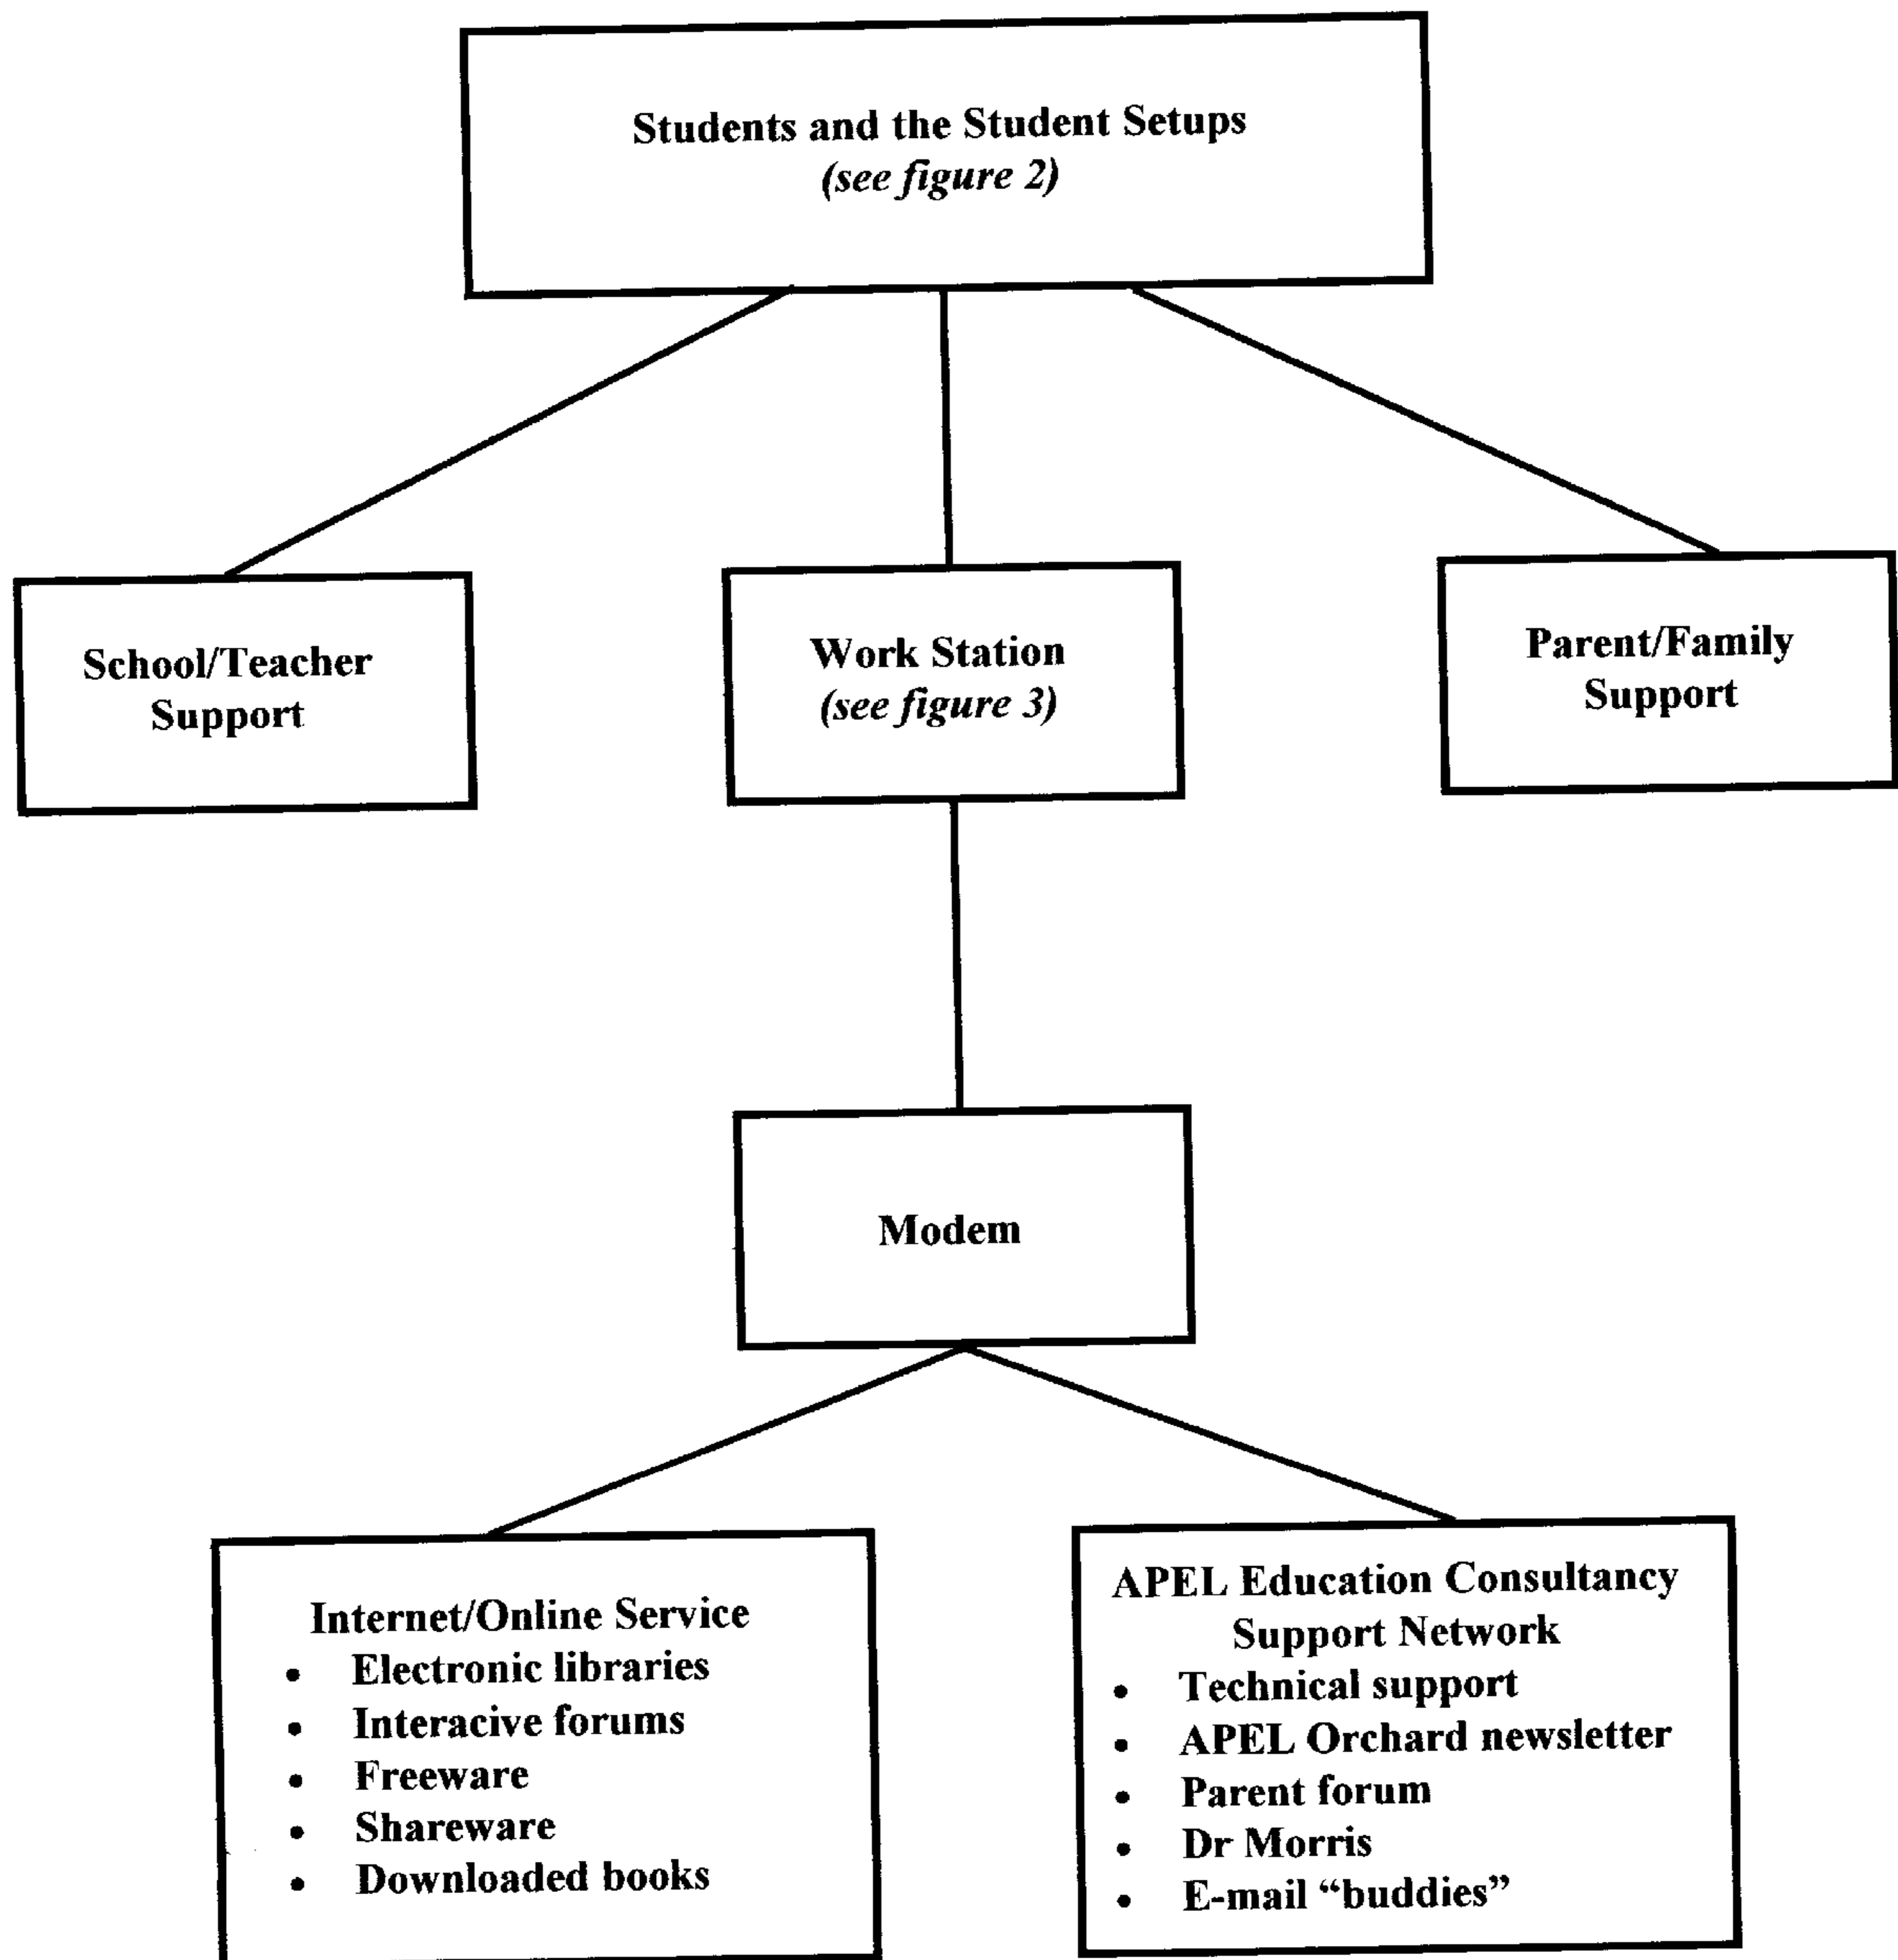 Students and the Student Setups
(see figure 2)
School/Teacher
Support
Work Station
(see figure 3)
Parent/Family
Support
Modem
Internet/Online Service
• Electronic libraries
• Interacive forums
• Freeware
• Shareware
• Downloaded books
APEL Education Consultancy
Support Network
• Technical support
• APEL Orchard newsletter
• Parent forum
• Dr Morris
• E-mail “buddies”